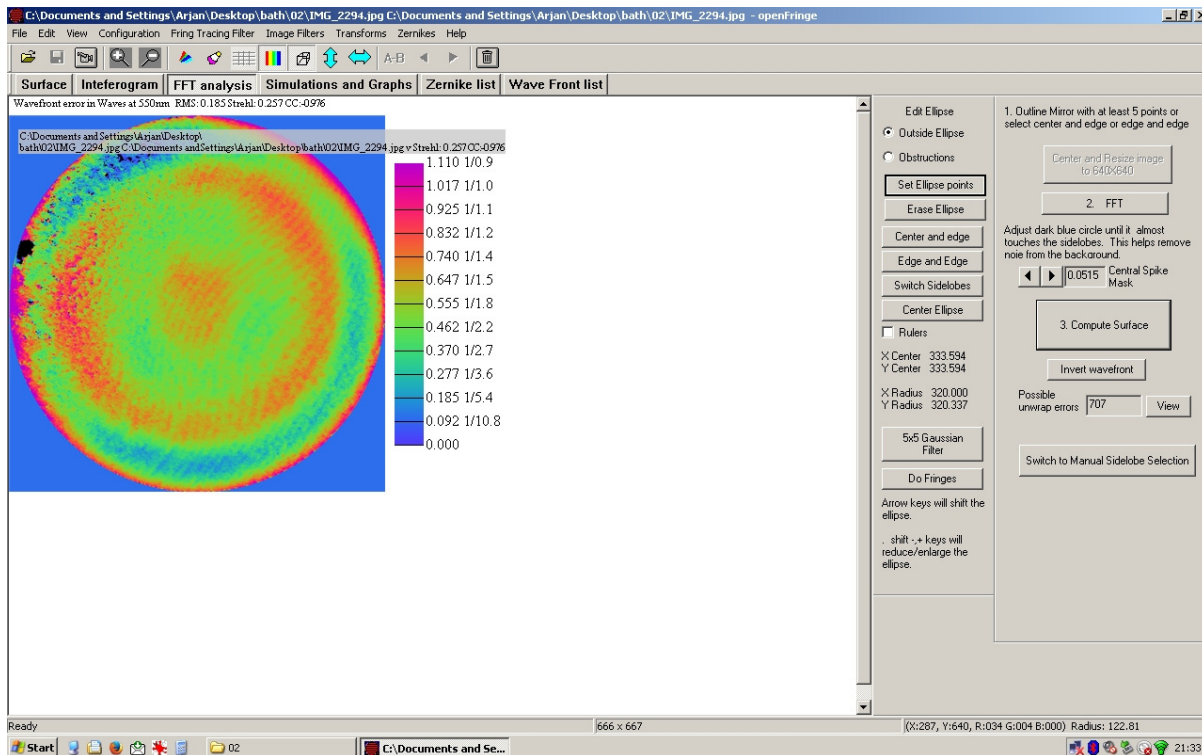 C:\Documents and Settings\Arjan\Desktop\bath\02\IMG_2294.jpg C:\Documents and Settings\Arjan\Desktop\bath\02\IMG_2294.jpg - openFringe
File Edit View Configuration Fring Tracing Filter Image Filters Transforms Zernikes Help
A-B
Surface Inteferogram FFT analysis Simulations and Graphs Zernike list Wave Front list
Wavefront error in Waves at 550nm RMS: 0.185 Strehl: 0.257 CC:-0.976
C:\Documents and Settings\Arjan\Desktop\
bath\02\IMG_2294.jpg C:\Documents and Settings\Arjan\Desktop\bath\02\IMG_2294.jpg v Strehl: 0.257 CC:-0.976
1.110 1/0.9
1.017 1/1.0
0.925 1/1.1
0.832 1/1.2
0.740 1/1.4
0.647 1/1.5
0.555 1/1.8
0.462 1/2.2
0.370 1/2.7
0.277 1/3.6
0.185 1/5.4
0.092 1/10.8
0.000
Edit Ellipse
Outside Ellipse
Obstructions
Set Ellipse points
Erase Ellipse
Center and edge
Edge and Edge
Switch Sidelobes
Center Ellipse
Rulers
X Center 333.594
Y Center 333.594
X Radius 320.000
Y Radius 320.337
5x5 Gaussian
Filter
Do Fringes
Arrow keys will shift the
ellipse.
. shift -,+ keys will
reduce/enlarge the
ellipse.
1. Outline Mirror with at least 5 points or
select center and edge or edge and edge
Center and Resize image
to 640X640
2. FFT
Adjust dark blue circle until it almost
touches the sidelobes. This helps remove
noie from the background.
0.0515 Central Spike
Mask
3. Compute Surface
Invert wavefront
Possible
unwrap errors 707 View
Switch to Manual Sidelobe Selection
Ready 666 x 667 (X:287, Y:640, R:034 G:004 B:000) Radius: 122.81
Start 02 C:\Documents and Se... 21:33